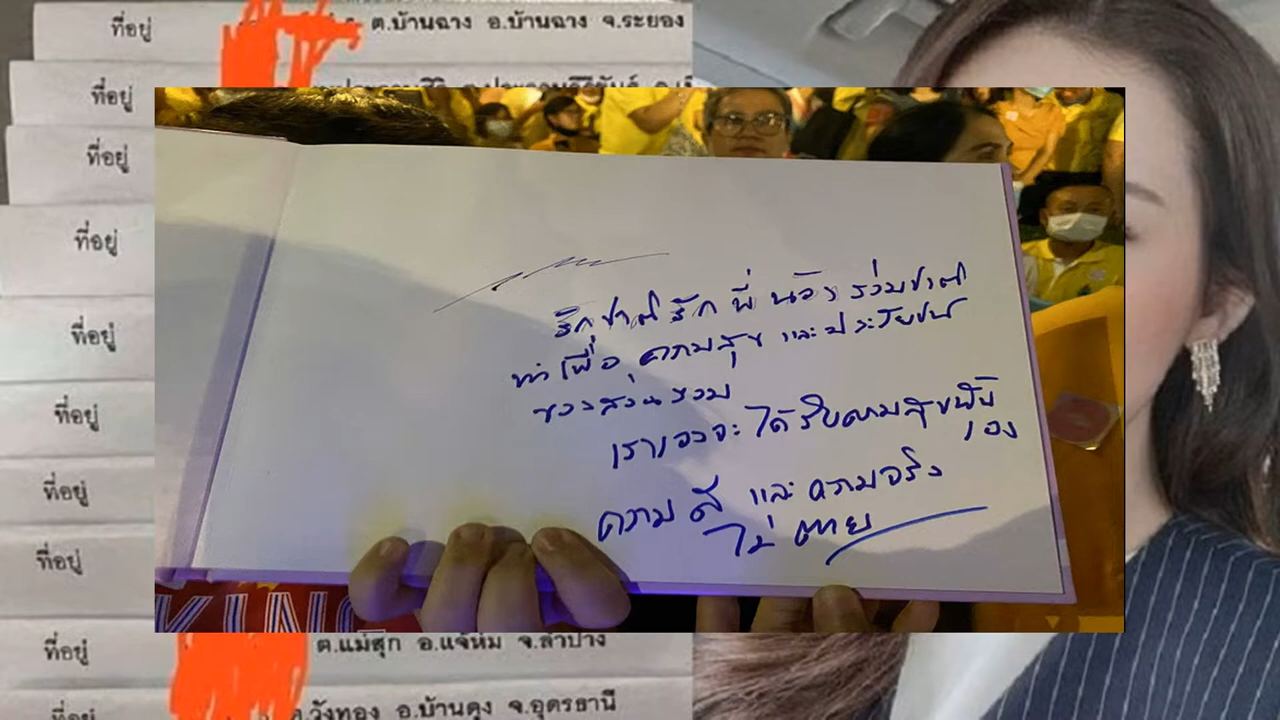 ที่อยู่ ต.บ้านฉาง อ.บ้านฉาง จ.ระยอง
ที่อยู่
ที่อยู่
ที่อยู่
ที่อยู่
ที่อยู่
ที่อยู่
ที่อยู่
รักชาติ รัก พี่ น้อง ร่วมชาติ
ทำ เพื่อ ความสุข และ ประโยชน์
ของส่วนรวม
เราเองจะ ได้ รับความสุขนั้น
เอง
ความ ดี และ ความจริง
ไม่ ตาย
KING
ที่อยู่ ต.แม่สุก อ.แจ้ห่ม จ.ลำปาง
ที่อยู่ ต.วังทอง อ.บ้านดุง จ.อุดรธานี